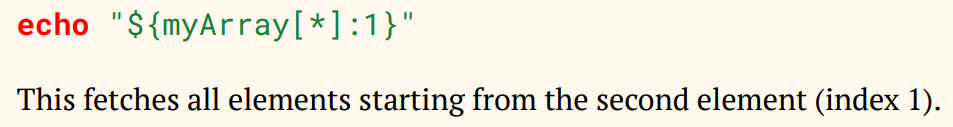 echo "${myArray[*]:1}"
This fetches all elements starting from the second element (index 1).